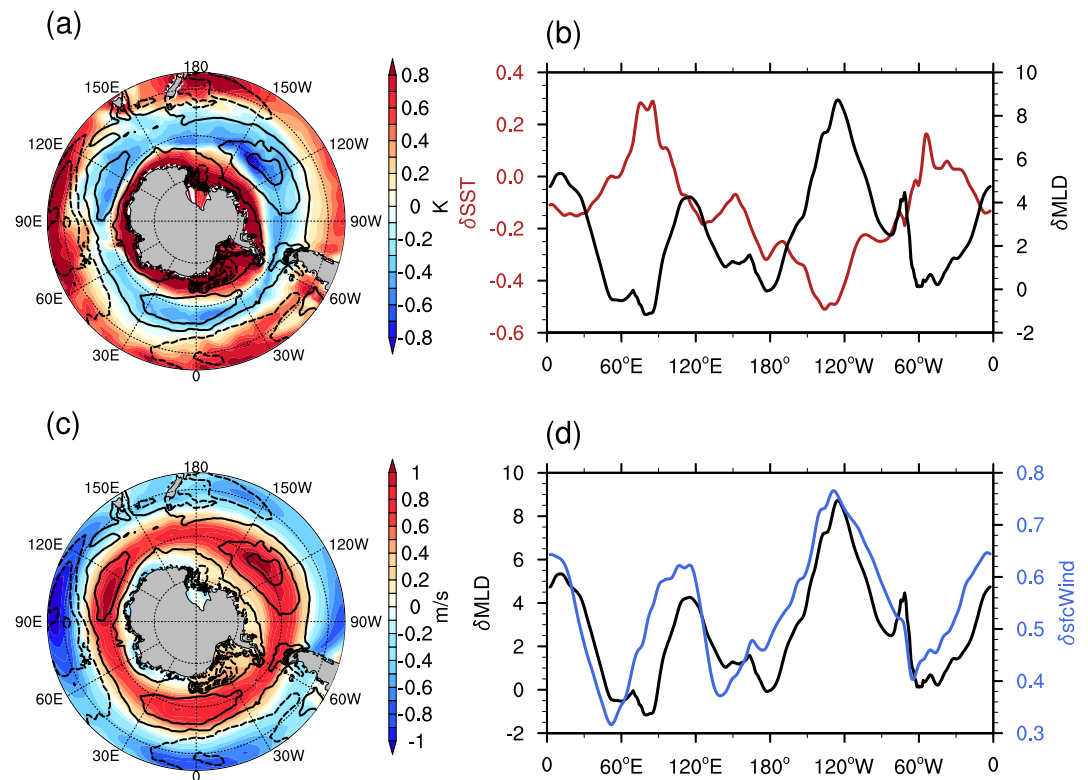 (a)
180
150E
150W
120E
120W
90E
90W
60E
60W
30E
30W
0
0.8
0.6
0.4
0.2
0
-0.2
-0.4
-0.6
-0.8
K
(b)
0.4
0.2
0.0
-0.2
-0.4
-0.6
δSST
10
8
6
4
2
0
-2
δMLD
0 60°E 120°E 180° 120°W 60°W 0
(c)
180
150E
150W
120E
120W
90E
90W
60E
60W
30E
30W
0
1
0.8
0.6
0.4
0.2
0
-0.2
-0.4
-0.6
-0.8
-1
m/s
(d)
10
8
6
4
2
0
-2
δMLD
0.8
0.7
0.6
0.5
0.4
0.3
δsfcWind
0 60°E 120°E 180° 120°W 60°W 0